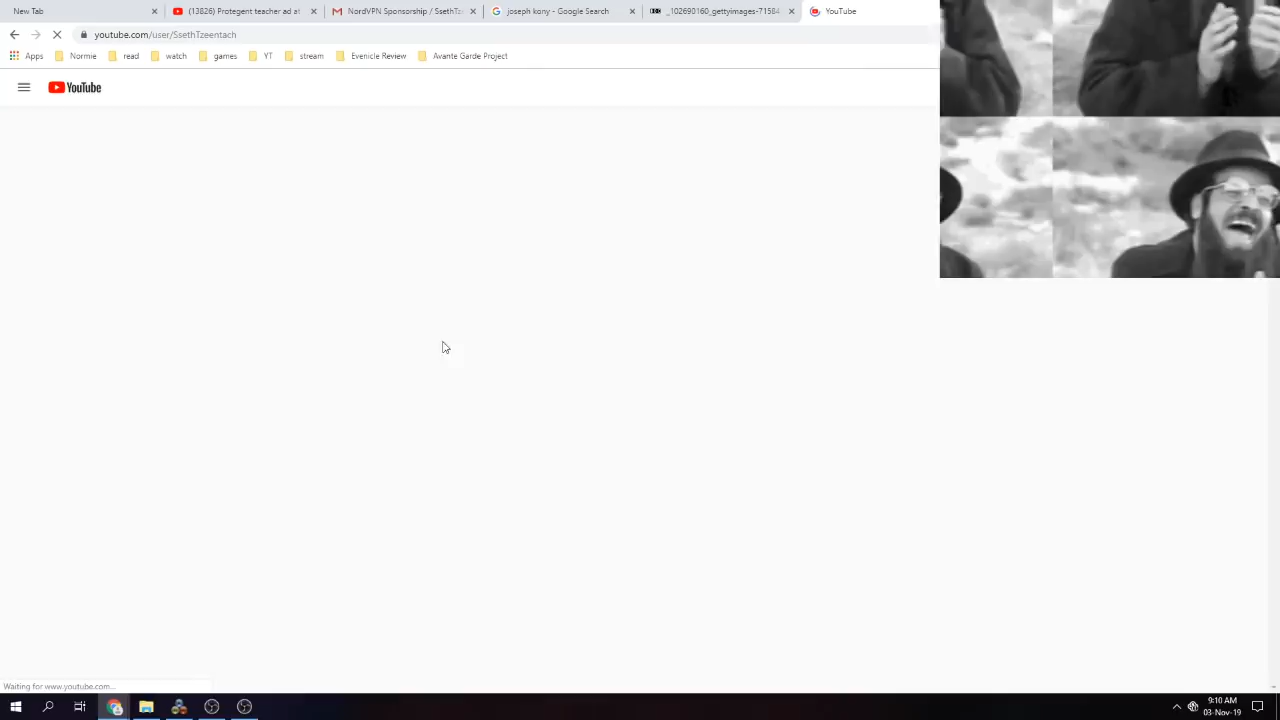 New Tab
(13826) Protegent teacher ad at
NordVPN Sponsorship / SsethTz
joseph kony - Google Search
_102690160_gettyimages-71584
YouTube
youtube.com/user/SsethTzeentach
Apps
Normie
read
watch
games
YT
stream
Evenicle Review
Avante Garde Project
YouTube
Waiting for www.youtube.com...
9:10 AM
03-Nov-19